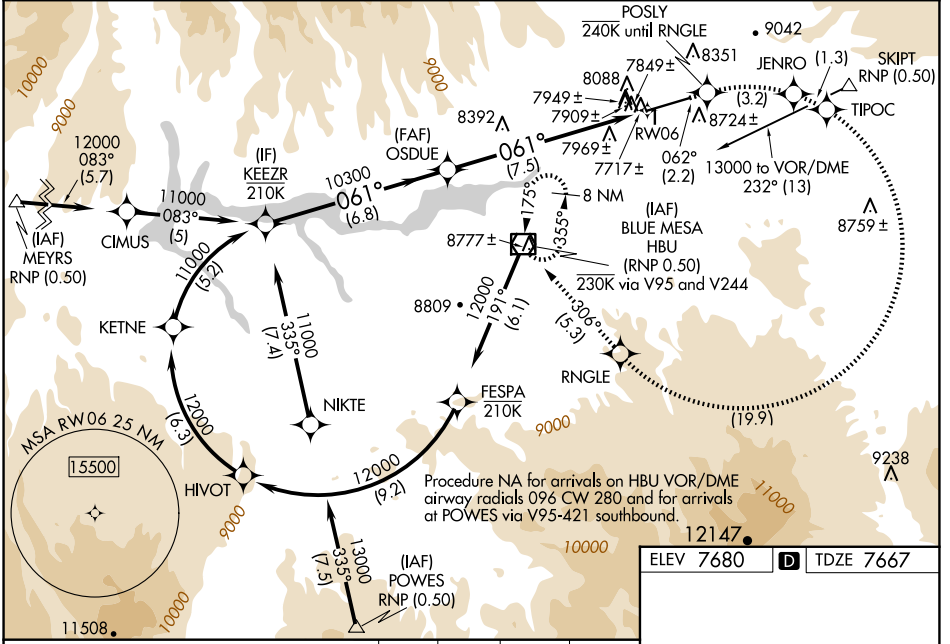 POSLY
240K until RNGLE
9042
8351
JENRO
(1.3)
SKIPT
RNP (0.50)
TIPOC
(3.2)
8724 ±
7849 ±
8088
7949 ±
7909 ±
RW06
7969 ±
7717 ±
062°
(2.2)
13000 to VOR/DME
232° (13)
8759 ±
10000
9000
9000
8392
(FAF)
OSDUE
061°
(7.5)
12000
083°
(5.7)
(IF)
KEEZR
210K
10300
061°
(6.8)
11000
083°
(5)
(IAF)
MEYRS
RNP (0.50)
CIMUS
175°
355°
8 NM
(IAF)
BLUE MESA
HBU
(RNP 0.50)
230K via V95 and V244
8777 ±
11000
(5.2)
KETNE
11000
335°
(7.4)
8809
12000
191°
(6.1)
306°
(5.3)
RNGLE
(19.9)
NIKTE
FESPA
210K
9000
12000
(6.3)
HIVOT
12000
(9.2)
MSA RW06 25 NM
15500
9000
Procedure NA for arrivals on HBU VOR/DME
airway radials 096 CW 280 and for arrivals
at POWES via V95-421 southbound.
9238
11000
10000
12147
13000
335°
(7.5)
(IAF)
POWES
RNP (0.50)
10000
11508
ELEV 7680
D
TDZE 7667